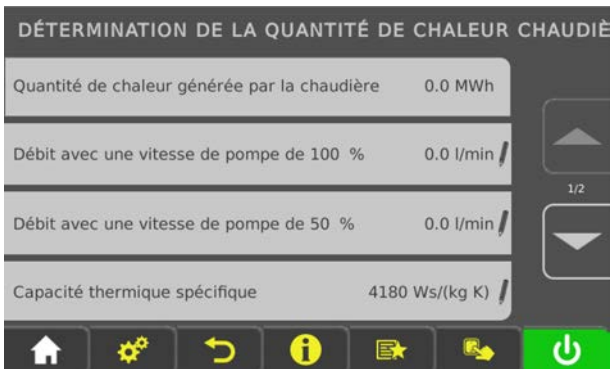 DÉTERMINATION DE LA QUANTITÉ DE CHALEUR CHAUDIÈ
Quantité de chaleur générée par la chaudière 0.0 MWh
Débit avec une vitesse de pompe de 100 % 0.0 l/min
1/2
Débit avec une vitesse de pompe de 50 % 0.0 l/min
Capacité thermique spécifique 4180 Ws/(kg K)